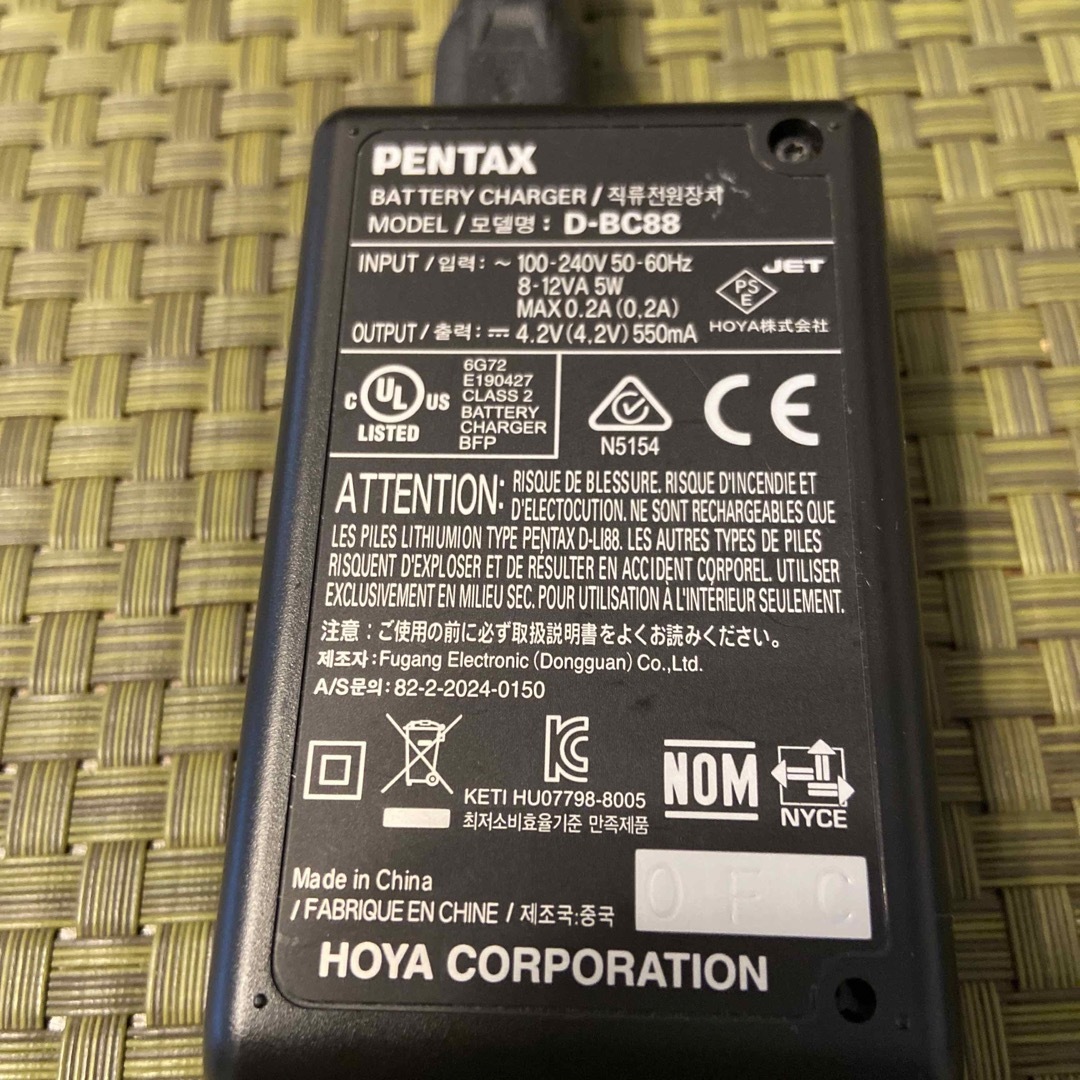 PENTAX
BATTERY CHARGER / 직류전원장치
MODEL / 모델명 : D-BC88
INPUT / 입력 : ~ 100-240V 50-60Hz
8-12VA 5W
MAX 0.2A (0.2A)
OUTPUT / 출력 : ⎓ 4.2V (4,2V) 550mA
JET
PS
E
HOYA株式会社
C UL US
LISTED
6G72
E190427
CLASS 2
BATTERY
CHARGER
BFP
N5154
CE
ATTENTION: RISQUE DE BLESSURE. RISQUE D'INCENDIE ET
D'ELECTOCUTION. NE SONT RECHARGEABLES QUE
LES PILES LITHIUMION TYPE PENTAX D-LI88. LES AUTRES TYPES DE PILES
RISQUENT D'EXPLOSER ET DE RÉSULTER EN ACCIDENT CORPOREL. UTILISER
EXCLUSIVEMENT EN MILIEU SEC. POUR UTILISATION À L'INTÉRIEUR SEULEMENT.
注意 : ご使用の前に必ず取扱説明書をよくお読みください。
제조자 : Fugang Electronic (Dongguan) Co., Ltd.
A/S문의 : 82-2-2024-0150
KC
KETI HU07798-8005
최저소비효율기준 만족제품
NOM
NYCE
Made in China
/ FABRIQUE EN CHINE / 제조국:중국
OFC
HOYA CORPORATION